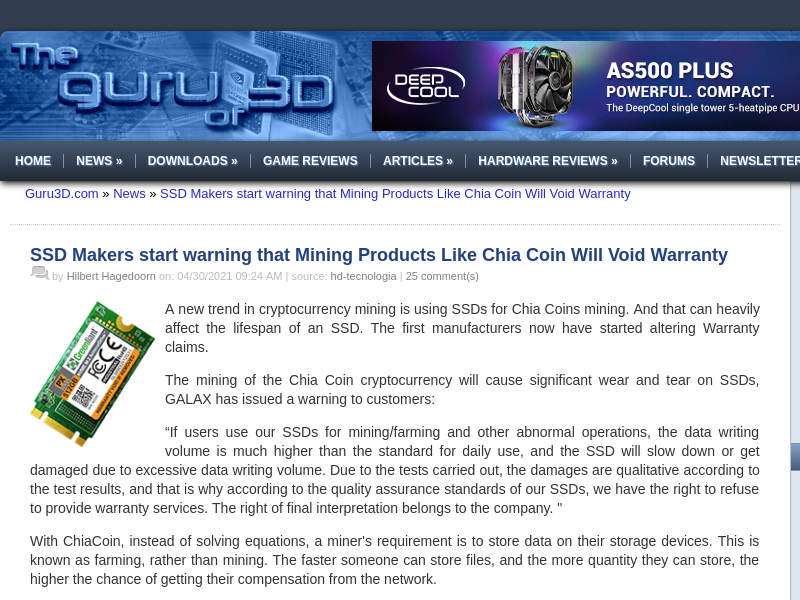 The
guru
of 3D
DEEP
COOL
AS500 PLUS
POWERFUL. COMPACT.
The DeepCool single tower 5-heatpipe CPU
HOME NEWS » DOWNLOADS » GAME REVIEWS ARTICLES » HARDWARE REVIEWS » FORUMS NEWSLETTER
Guru3D.com » News » SSD Makers start warning that Mining Products Like Chia Coin Will Void Warranty
SSD Makers start warning that Mining Products Like Chia Coin Will Void Warranty
by Hilbert Hagedoorn on: 04/30/2021 09:24 AM | source: hd-tecnologia | 25 comment(s)
Greenliant
PX
512GB
FC CE
A new trend in cryptocurrency mining is using SSDs for Chia Coins mining. And that can heavily
affect the lifespan of an SSD. The first manufacturers now have started altering Warranty
claims.
The mining of the Chia Coin cryptocurrency will cause significant wear and tear on SSDs,
GALAX has issued a warning to customers:
“If users use our SSDs for mining/farming and other abnormal operations, the data writing
volume is much higher than the standard for daily use, and the SSD will slow down or get
damaged due to excessive data writing volume. Due to the tests carried out, the damages are qualitative according to
the test results, and that is why according to the quality assurance standards of our SSDs, we have the right to refuse
to provide warranty services. The right of final interpretation belongs to the company. "
With ChiaCoin, instead of solving equations, a miner's requirement is to store data on their storage devices. This is
known as farming, rather than mining. The faster someone can store files, and the more quantity they can store, the
higher the chance of getting their compensation from the network.